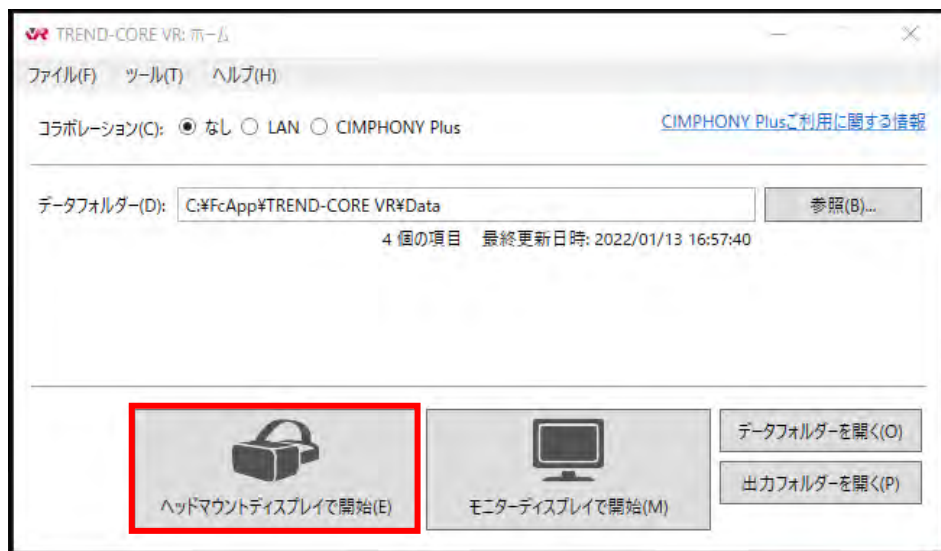 VR TREND-CORE VR: ホーム
ファイル(F) ツール(T) ヘルプ(H)
コラボレーション(C): なし LAN CIMPHONY Plus CIMPHONY Plusご利用に関する情報
データフォルダー(D): C:¥FcApp¥TREND-CORE VR¥Data 参照(B)...
4 個の項目 最終更新日時: 2022/01/13 16:57:40
データフォルダーを開く(O)
出力フォルダーを開く(P)
ヘッドマウントディスプレイで開始(E) モニターディスプレイで開始(M)